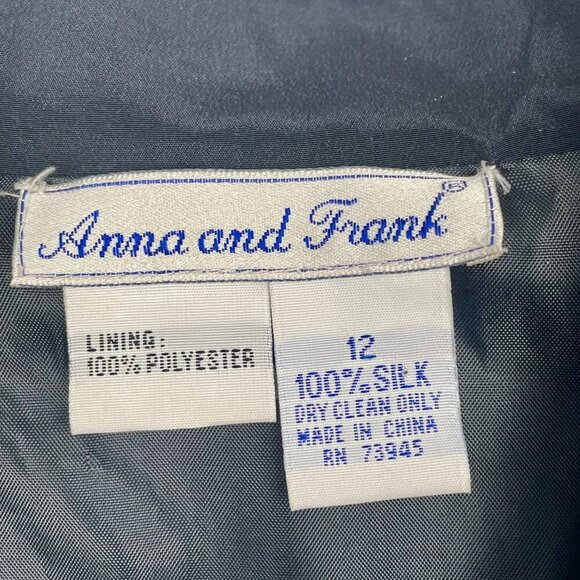 Anna and Frank®
LINING:
100% POLYESTER
12
100% SILK
DRY CLEAN ONLY
MADE IN CHINA
RN 73945